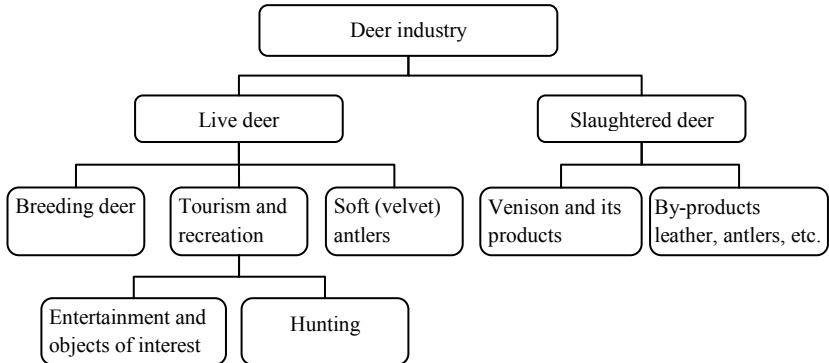 Deer industry
Live deer
Slaughtered deer
Breeding deer
Tourism and
recreation
Soft (velvet)
antlers
Venison and its
products
By-products
leather, antlers, etc.
Entertainment and
objects of interest
Hunting